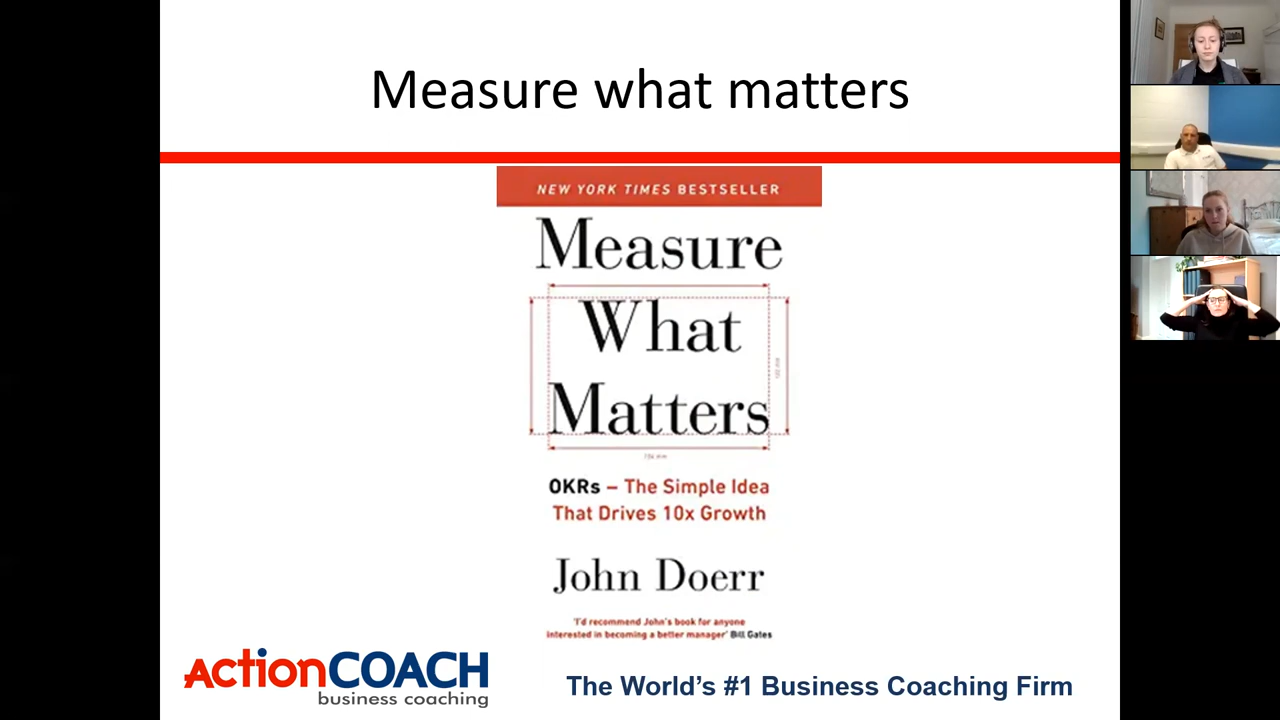 Measure what matters
NEW YORK TIMES BESTSELLER
Measure
What
Matters
OKRs – The Simple Idea
That Drives 10x Growth
John Doerr
'I'd recommend John's book for anyone
interested in becoming a better manager' Bill Gates
ActionCOACH
business coaching
The World's #1 Business Coaching Firm